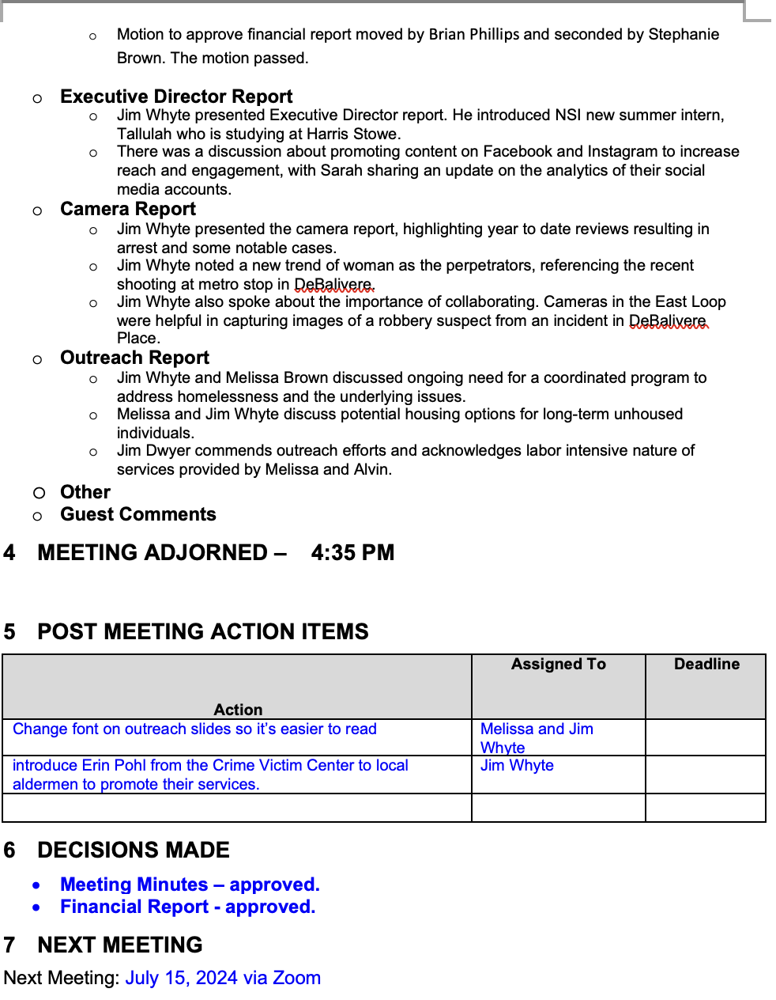 o Motion to approve financial report moved by Brian Phillips and seconded by Stephanie
Brown. The motion passed.
o Executive Director Report
o Jim Whyte presented Executive Director report. He introduced NSI new summer intern,
Tallulah who is studying at Harris Stowe.
o There was a discussion about promoting content on Facebook and Instagram to increase
reach and engagement, with Sarah sharing an update on the analytics of their social
media accounts.
o Camera Report
o Jim Whyte presented the camera report, highlighting year to date reviews resulting in
arrest and some notable cases.
o Jim Whyte noted a new trend of woman as the perpetrators, referencing the recent
shooting at metro stop in DeBalivere.
o Jim Whyte also spoke about the importance of collaborating. Cameras in the East Loop
were helpful in capturing images of a robbery suspect from an incident in DeBalivere
Place.
o Outreach Report
o Jim Whyte and Melissa Brown discussed ongoing need for a coordinated program to
address homelessness and the underlying issues.
o Melissa and Jim Whyte discuss potential housing options for long-term unhoused
individuals.
o Jim Dwyer commends outreach efforts and acknowledges labor intensive nature of
services provided by Melissa and Alvin.
o Other
o Guest Comments
4 MEETING ADJORNED – 4:35 PM
5 POST MEETING ACTION ITEMS
Action Assigned To Deadline
Change font on outreach slides so it's easier to read Melissa and Jim
Whyte
introduce Erin Pohl from the Crime Victim Center to local Jim Whyte
aldermen to promote their services.
6 DECISIONS MADE
• Meeting Minutes – approved.
• Financial Report - approved.
7 NEXT MEETING
Next Meeting: July 15, 2024 via Zoom